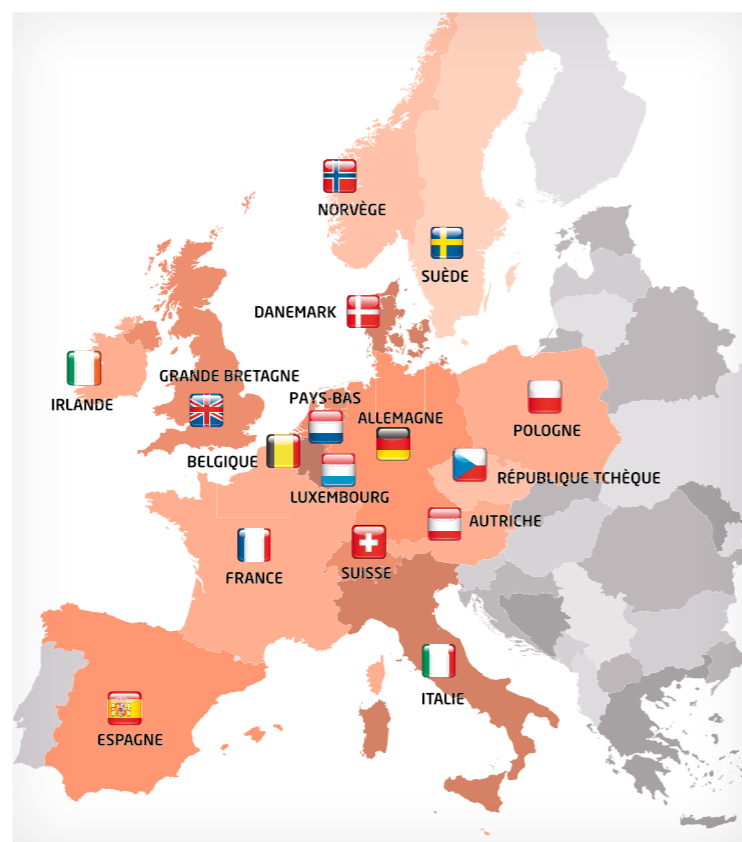 NORVÈGE
SUÈDE
DANEMARK
GRANDE BRETAGNE
IRLANDE
PAYS-BAS
ALLEMAGNE
POLOGNE
BELGIQUE
RÉPUBLIQUE TCHÈQUE
LUXEMBOURG
AUTRICHE
FRANCE
SUISSE
ITALIE
ESPAGNE